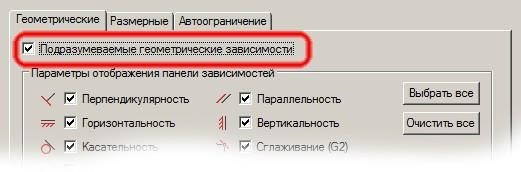 Геометрические Размерные Автоограничение
Подразумеваемые геометрические зависимости
Параметры отображения панели зависимостей
Перпендикулярность Параллельность Выбрать все
Горизонтальность Вертикальность Очистить все
Касательность Сглаживание (G2)